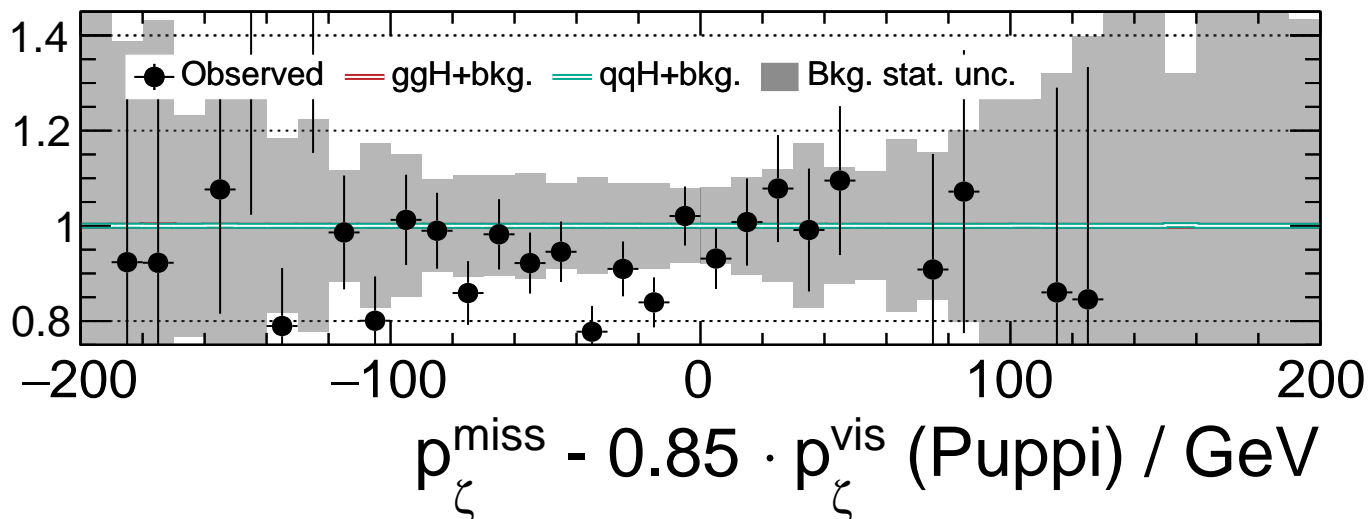 1.4
Observed ggH+bkg. qqH+bkg. Bkg. stat. unc.
1.2
1
0.8
−200 −100 0 100 200
p_ζ^miss - 0.85 · p_ζ^vis (Puppi) / GeV